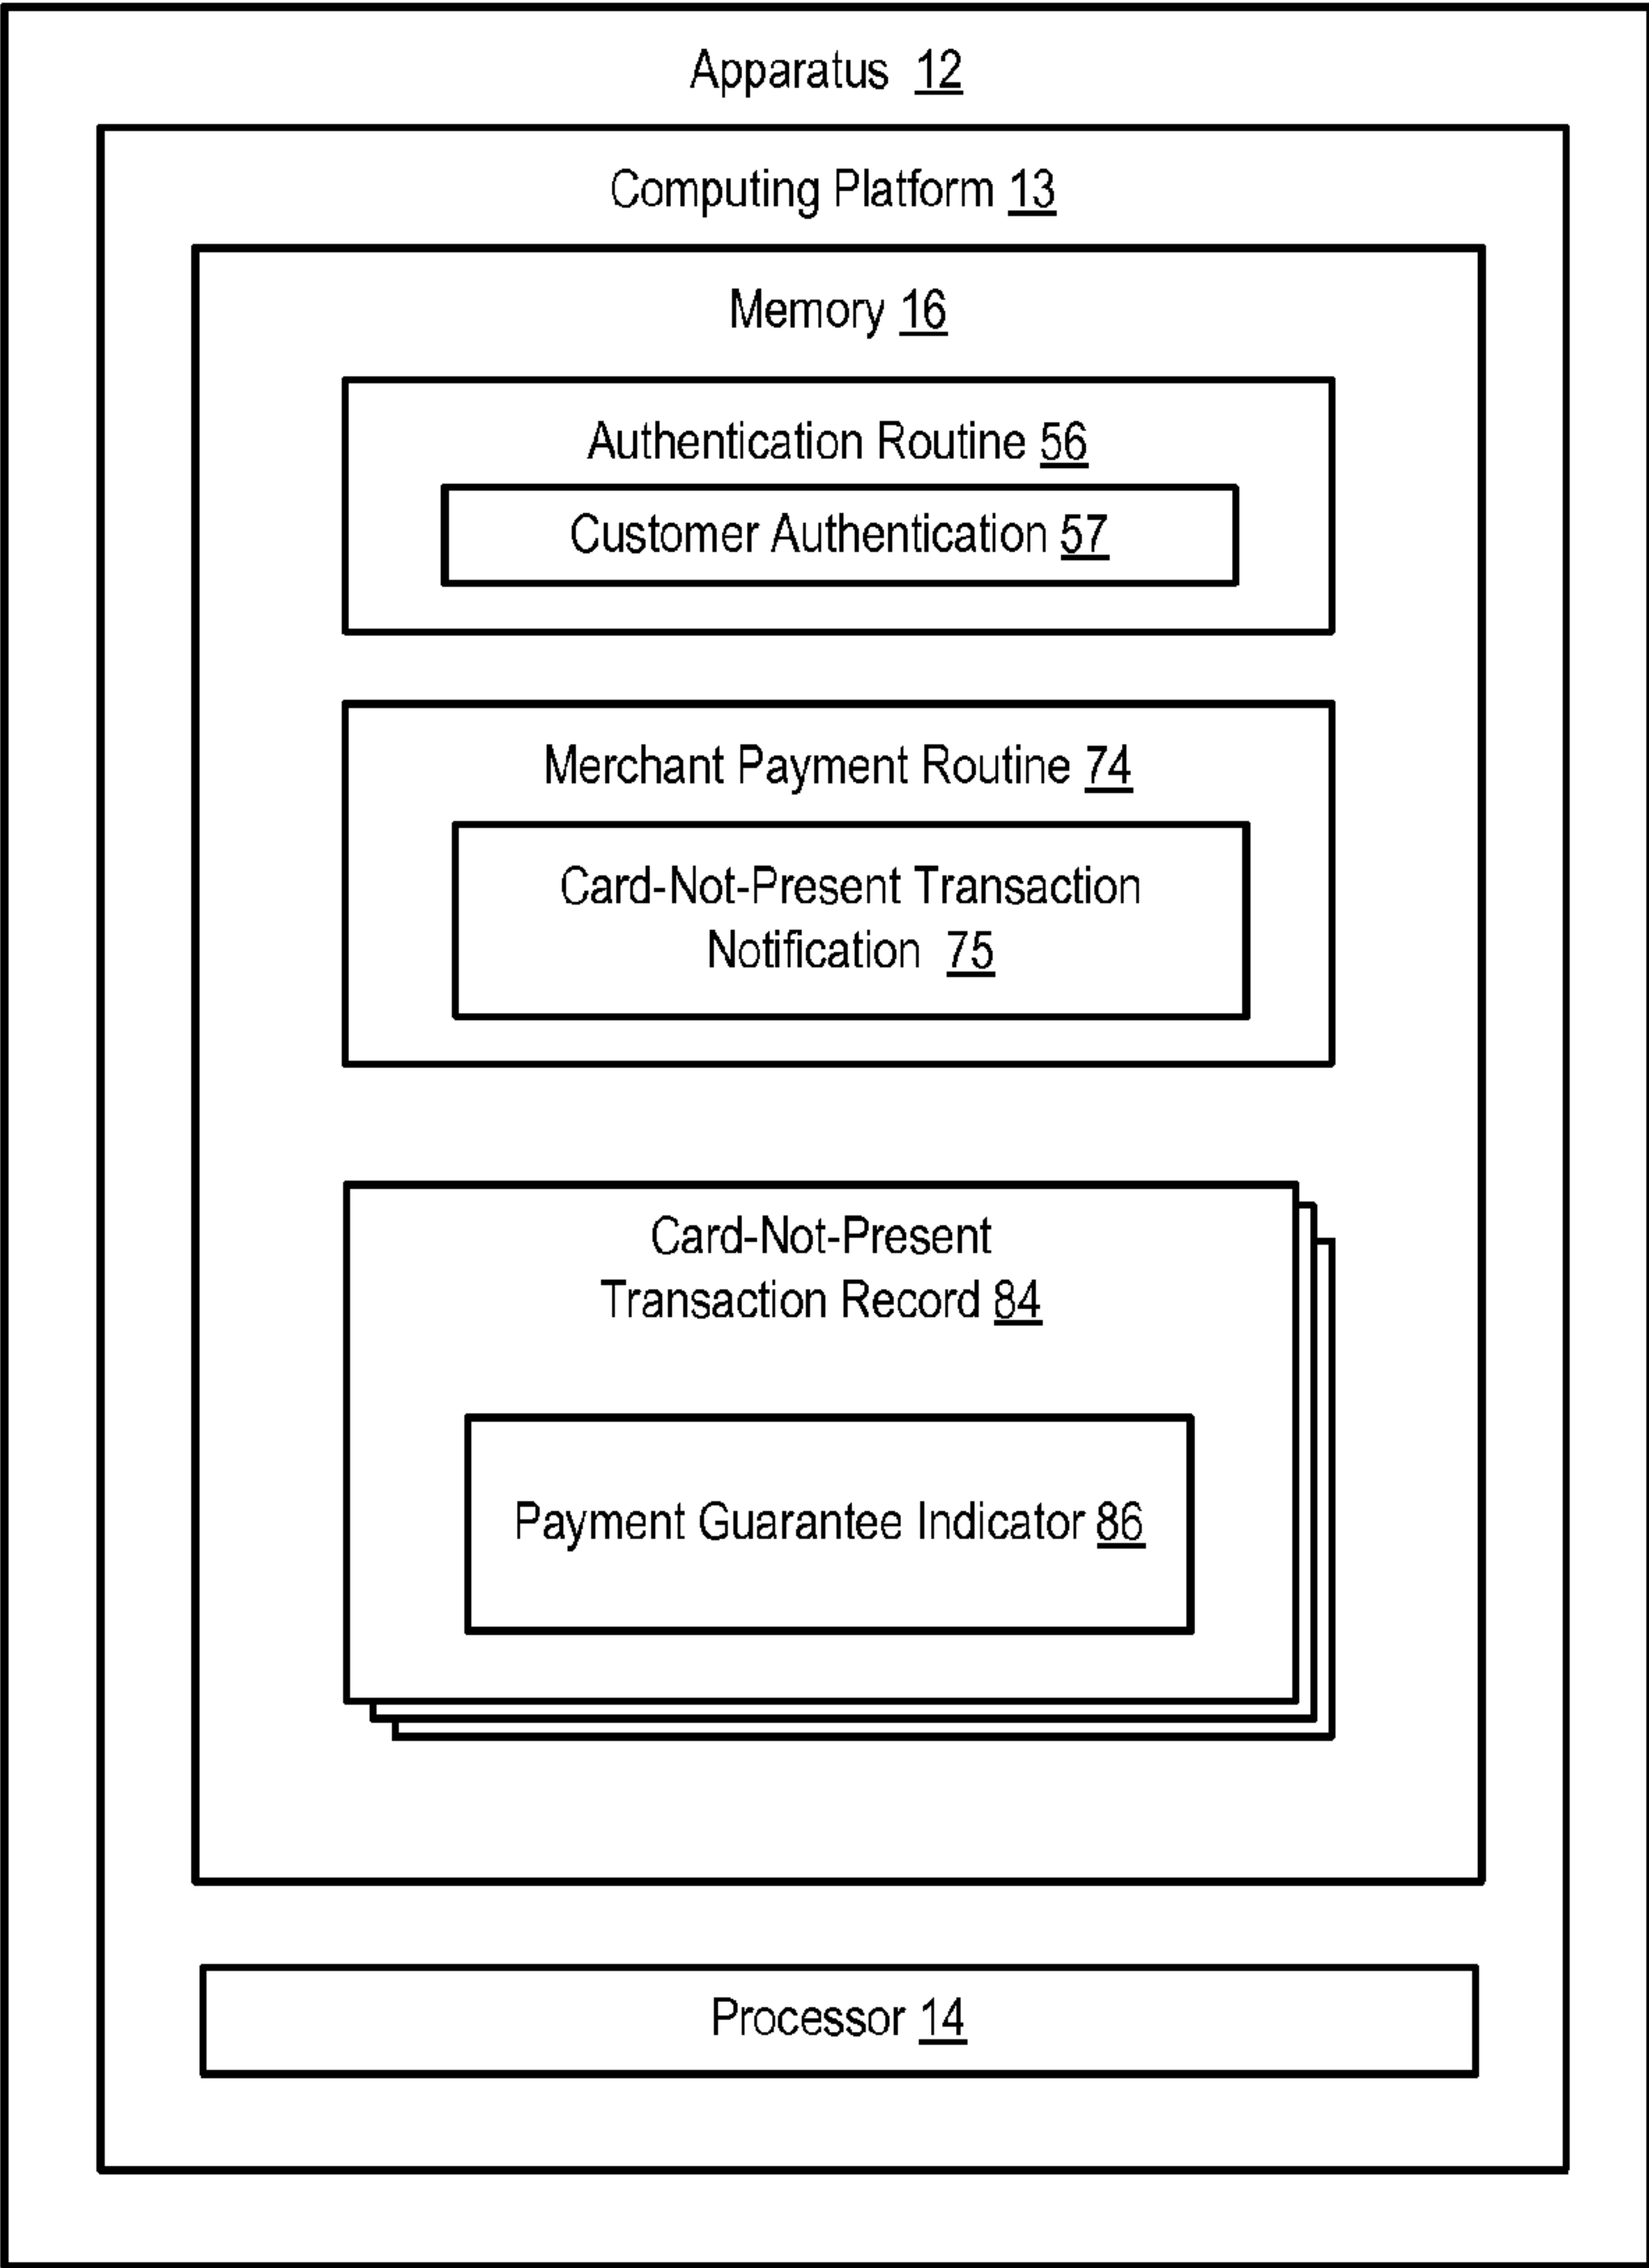 Apparatus 12
Computing Platform 13
Memory 16
Authentication Routine 56
Customer Authentication 57
Merchant Payment Routine 74
Card-Not-Present Transaction
Notification 75
Card-Not-Present
Transaction Record 84
Payment Guarantee Indicator 86
Processor 14